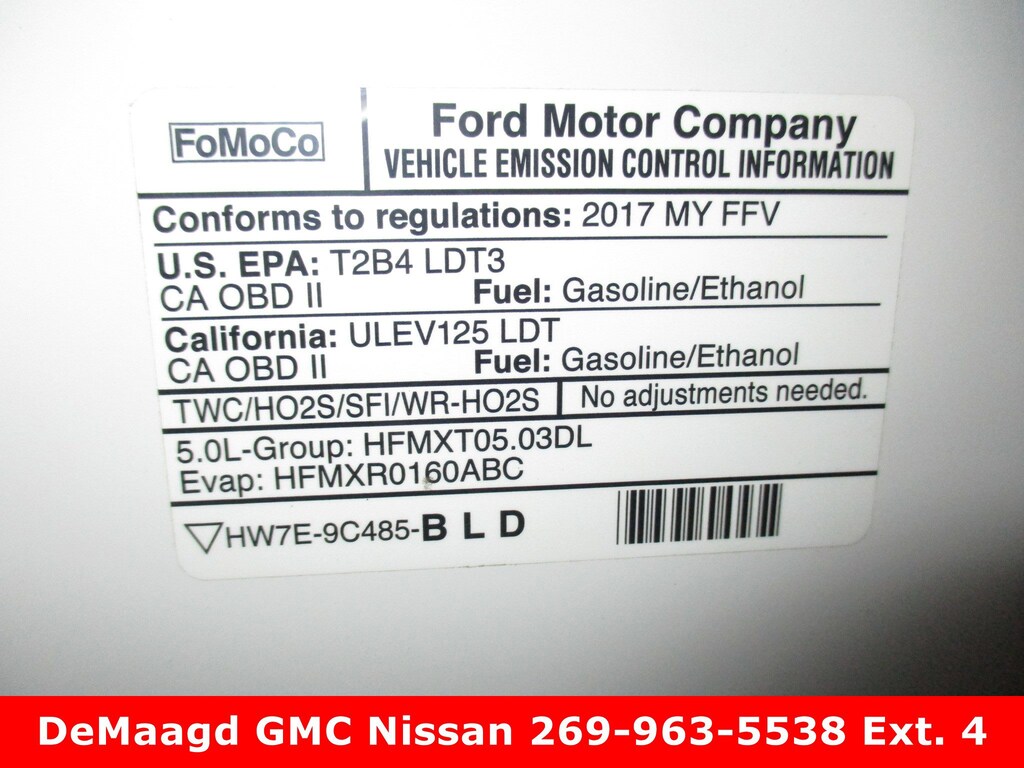 FoMoCo
Ford Motor Company
VEHICLE EMISSION CONTROL INFORMATION
Conforms to regulations: 2017 MY FFV
U.S. EPA: T2B4 LDT3
CA OBD II Fuel: Gasoline/Ethanol
California: ULEV125 LDT
CA OBD II Fuel: Gasoline/Ethanol
TWC/HO2S/SFI/WR-HO2S No adjustments needed.
5.0L-Group: HFMXT05.03DL
Evap: HFMXR0160ABC
HW7E-9C485-B L D
DeMaagd GMC Nissan 269-963-5538 Ext. 4